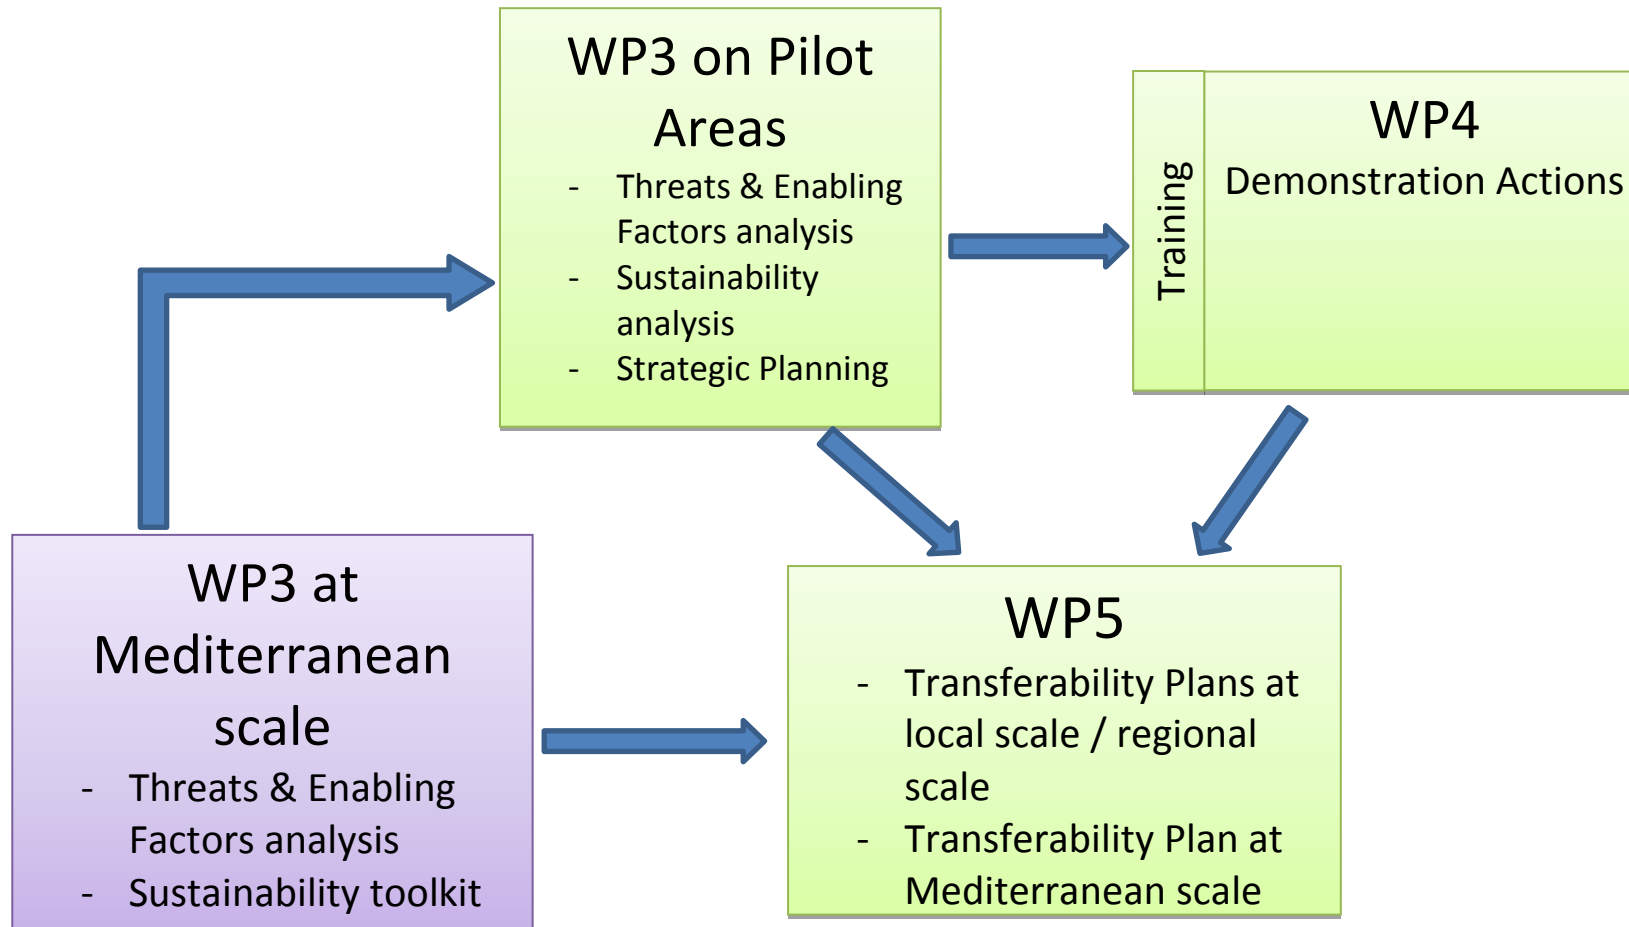 WP3 on Pilot
Areas
- Threats & Enabling
Factors analysis
- Sustainability
analysis
- Strategic Planning
Training
WP4
Demonstration Actions
WP3 at
Mediterranean
scale
- Threats & Enabling
Factors analysis
- Sustainability toolkit
WP5
- Transferability Plans at
local scale / regional
scale
- Transferability Plan at
Mediterranean scale